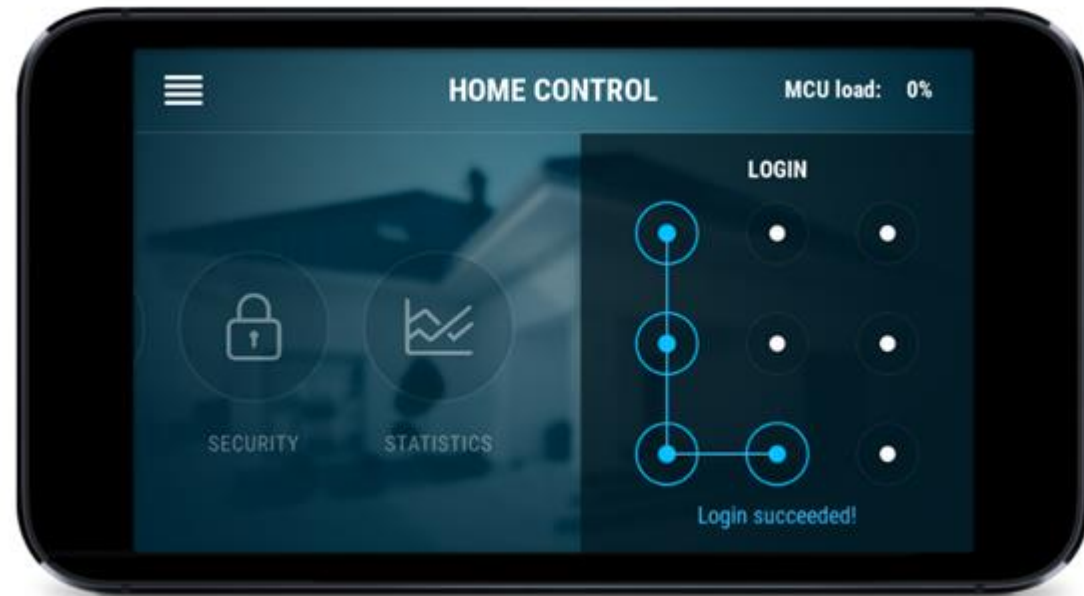 HOME CONTROL
MCU load: 0%
LOGIN
SECURITY
STATISTICS
Login succeeded!